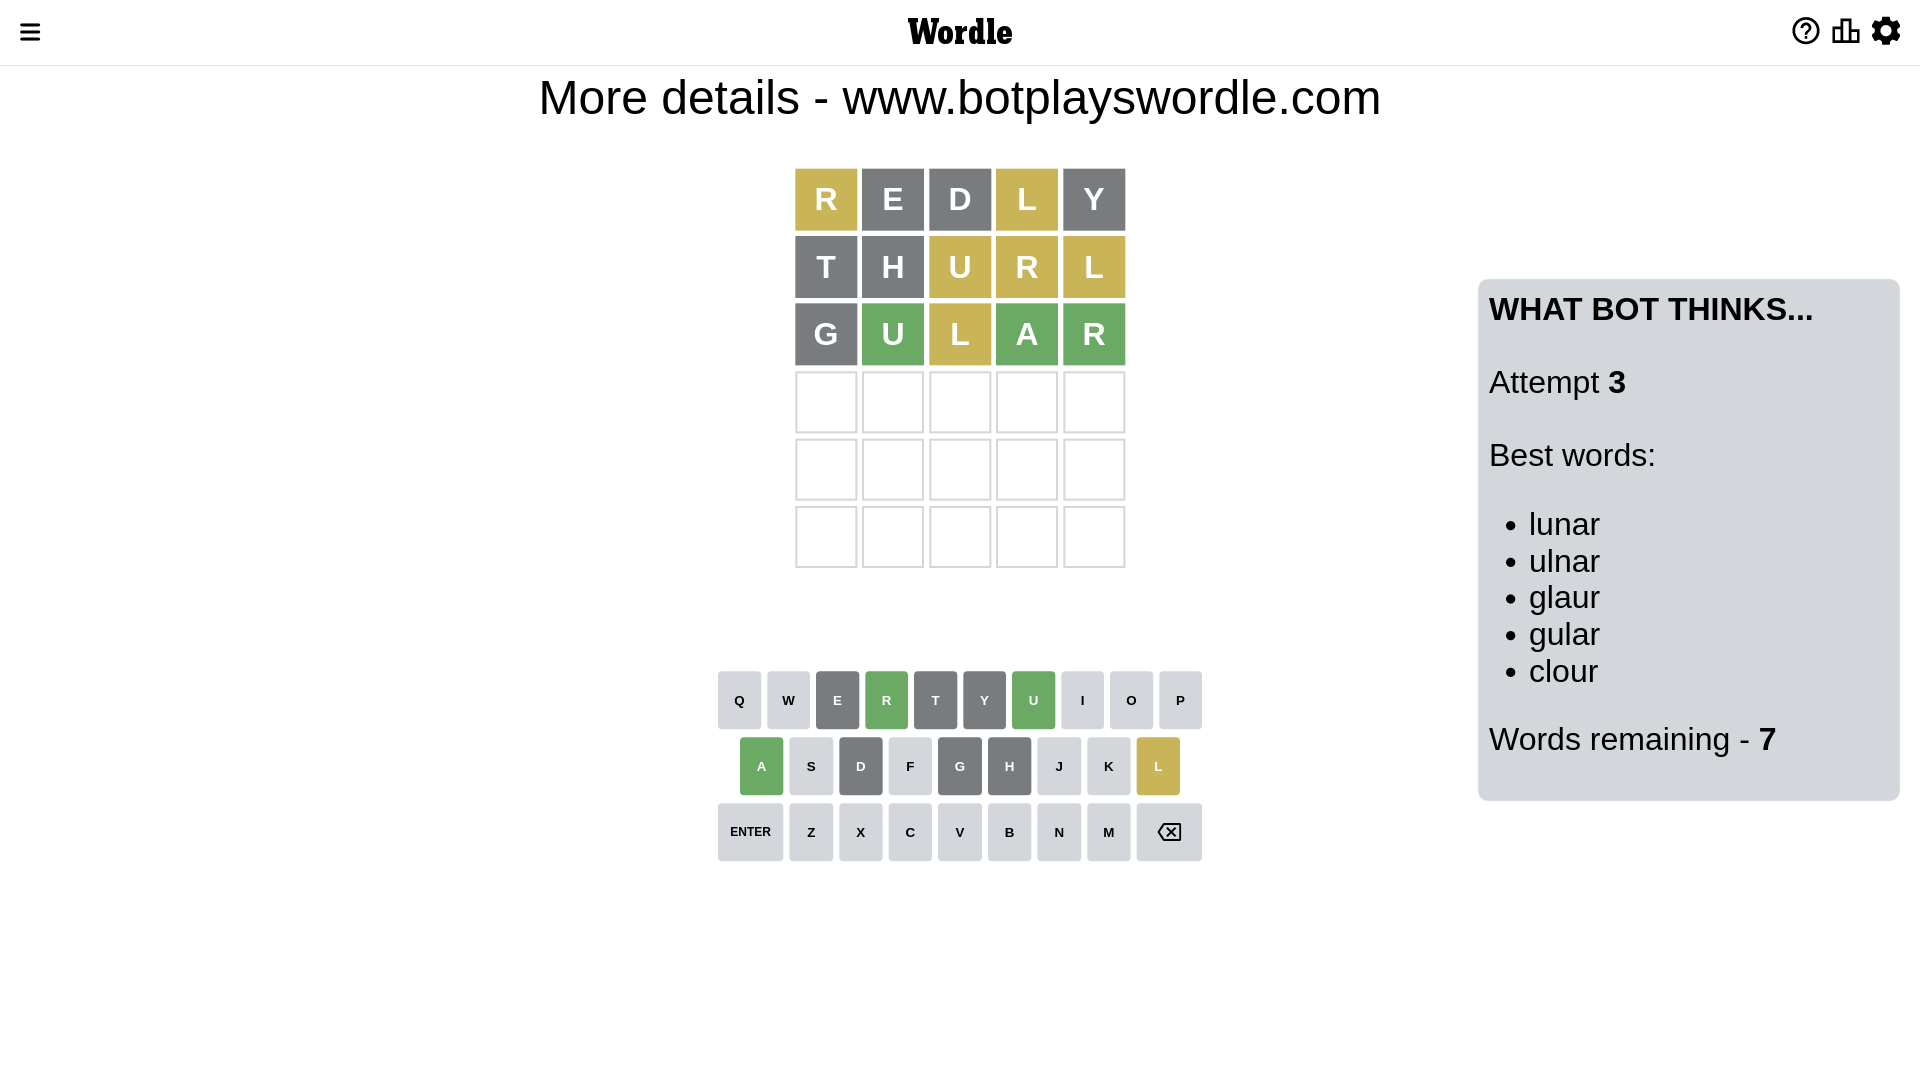 Wordle
More details - www.botplayswordle.com
R E D L Y
T H U R L
G U L A R
WHAT BOT THINKS...
Attempt 3
Best words:
• lunar
• ulnar
• glaur
• gular
• clour
Words remaining - 7
Q W E R T Y U I O P
A S D F G H J K L
ENTER Z X C V B N M